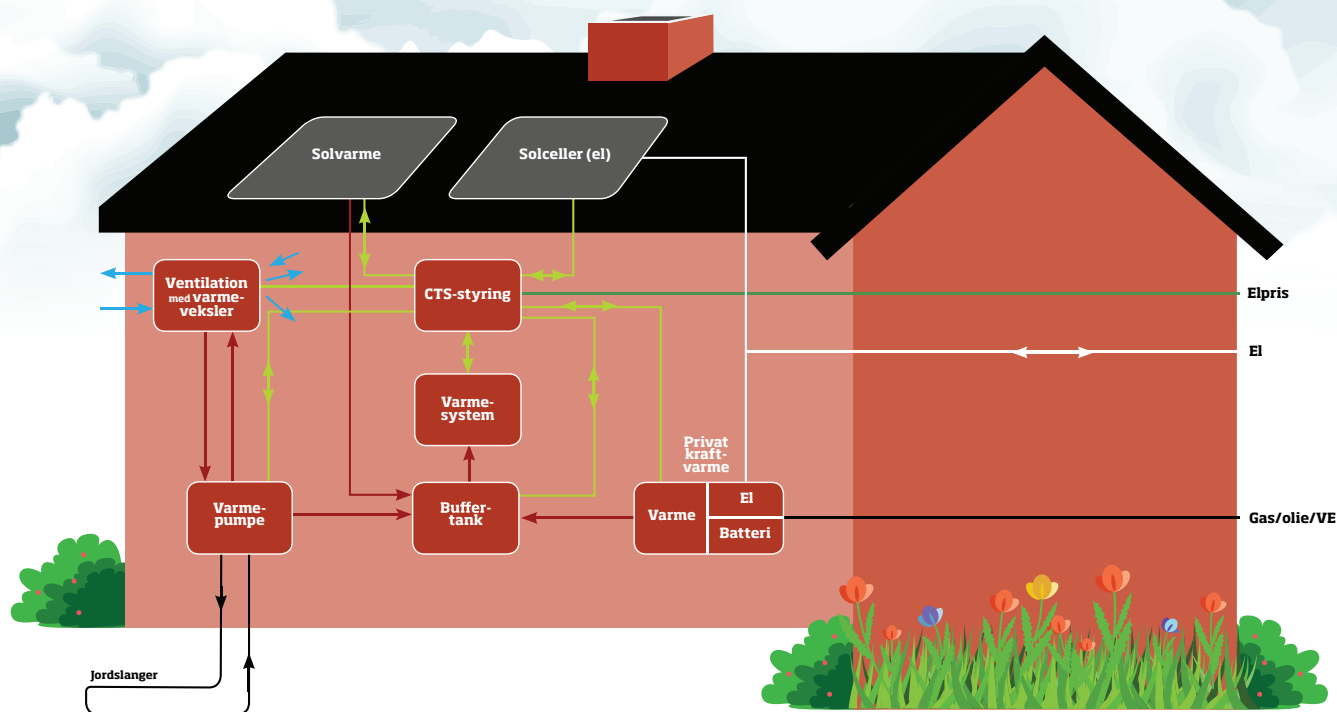 Solvarme
Solceller (el)
Ventilation
med varme-
veksler
CTS-styring
Elpris
El
Varme-
system
Privat
kraft-
varme
Varme-
pumpe
Buffer-
tank
Varme
El
Batteri
Gas/olie/VE
Jordslanger